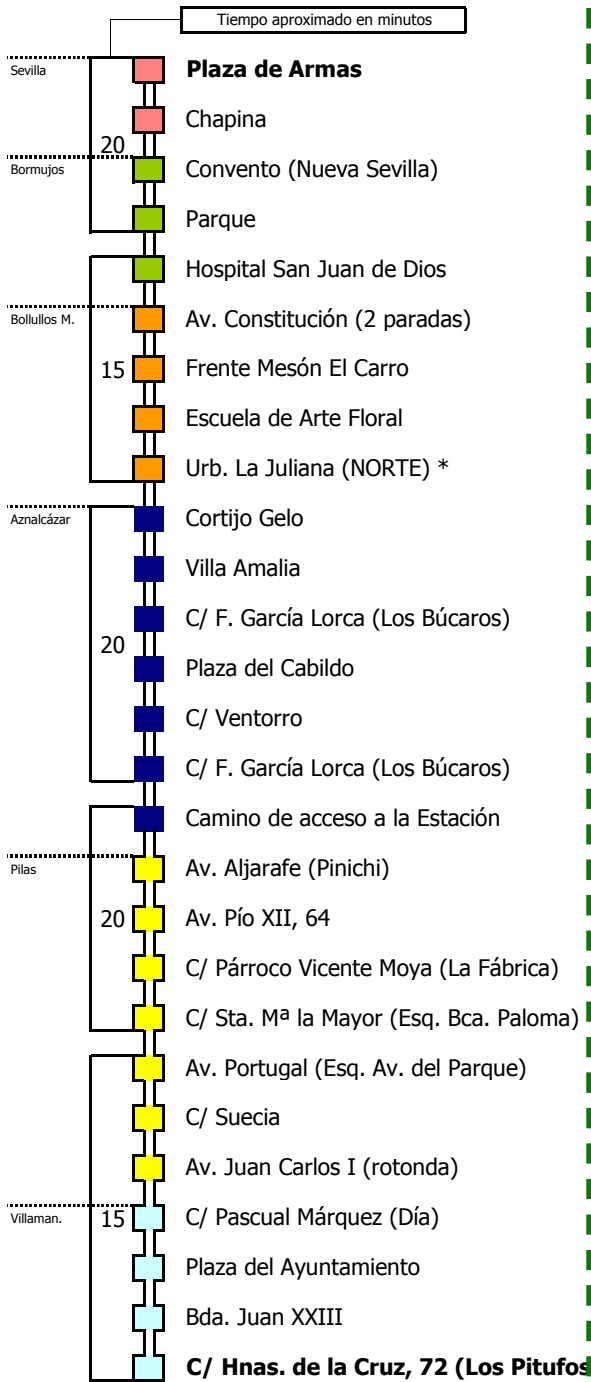 Tiempo aproximado en minutos
Sevilla
Plaza de Armas
Chapina
20
Bormujos
Convento (Nueva Sevilla)
Parque
Hospital San Juan de Dios
Bollullos M.
Av. Constitución (2 paradas)
15
Frente Mesón El Carro
Escuela de Arte Floral
Urb. La Juliana (NORTE) *
Aznalcázar
Cortijo Gelo
Villa Amalia
C/ F. García Lorca (Los Búcaros)
20
Plaza del Cabildo
C/ Ventorro
C/ F. García Lorca (Los Búcaros)
Camino de acceso a la Estación
Pilas
Av. Aljarafe (Pinichi)
20
Av. Pío XII, 64
C/ Párroco Vicente Moya (La Fábrica)
C/ Sta. Mª la Mayor (Esq. Bca. Paloma)
Av. Portugal (Esq. Av. del Parque)
C/ Suecia
Av. Juan Carlos I (rotonda)
Villaman.
15
C/ Pascual Márquez (Día)
Plaza del Ayuntamiento
Bda. Juan XXIII
C/ Hnas. de la Cruz, 72 (Los Pitufos